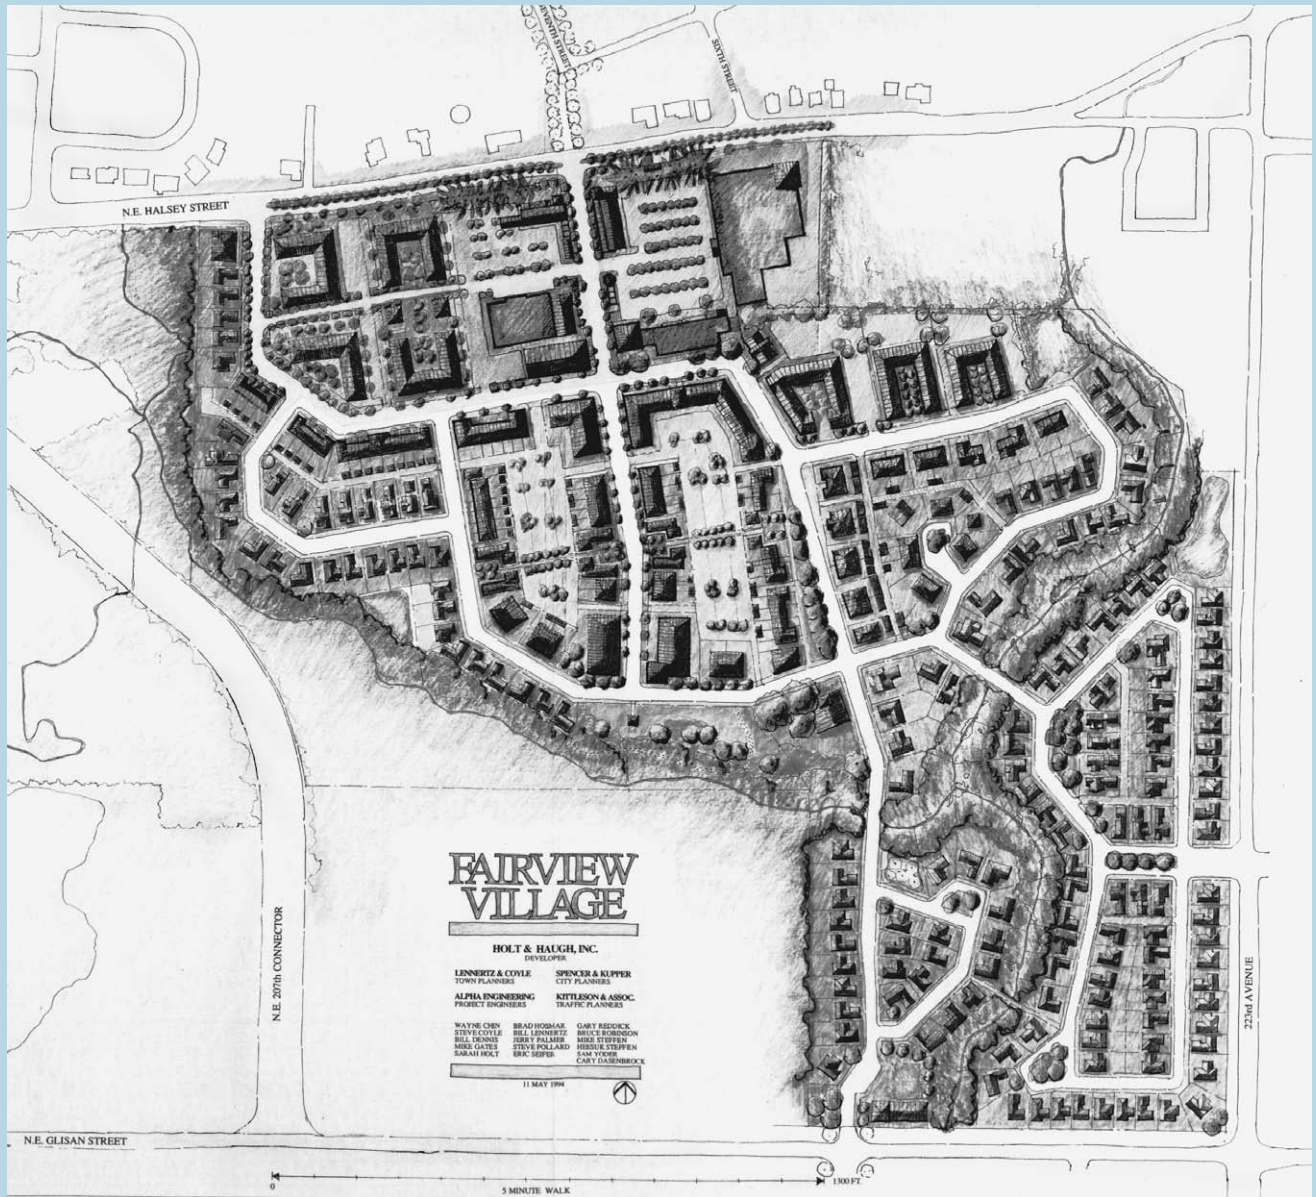 SEVENTH STREET
SIXTH STREET
N.E. HALSEY STREET
FAIRVIEW
VILLAGE
HOLT & HAUGH, INC.
DEVELOPER
LENNERTZ & COYLE
TOWN PLANNERS
SPENCER & KUPPER
CITY PLANNERS
ALPHA ENGINEERING
PROJECT ENGINEERS
KITTLESON & ASSOC.
TRAFFIC PLANNERS
WAYNE CHIN
STEVE COYLE
BILL DENNIS
MIKE GATES
SARAH HOLT
BRAD HOSMAR
BILL LENNERTZ
JERRY PALMER
STEVE POLLARD
ERIC SEIFER
GARY REDDICK
BRUCE ROBINSON
MIKE STEFFEN
HEESUK STEFFEN
SAM YODER
CARY DASENBROCK
11 MAY 1994
N.E. 207th CONNECTOR
223rd AVENUE
N.E. GLISAN STREET
0
1300 FT.
5 MINUTE WALK